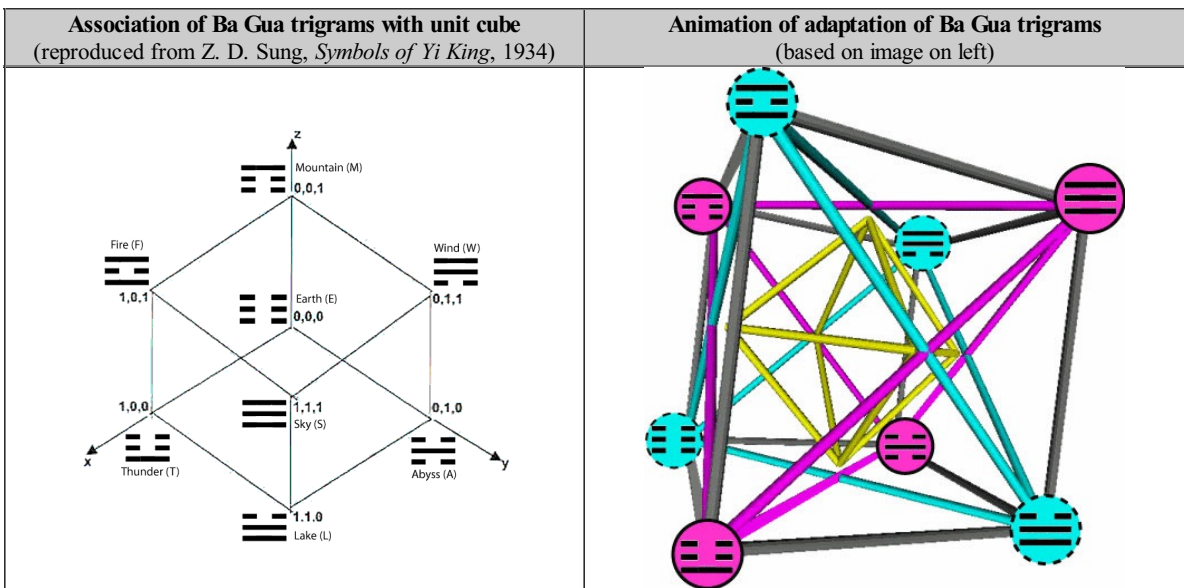 Association of Ba Gua trigrams with unit cube
(reproduced from Z. D. Sung, Symbols of Yi King, 1934)
Animation of adaptation of Ba Gua trigrams
(based on image on left)
z
Mountain (M)
0,0,1
Fire (F)
1,0,1
Wind (W)
0,1,1
Earth (E)
0,0,0
1,0,0
x
Thunder (T)
1,1,1
Sky (S)
0,1,0
y
Abyss (A)
1.1.0
Lake (L)